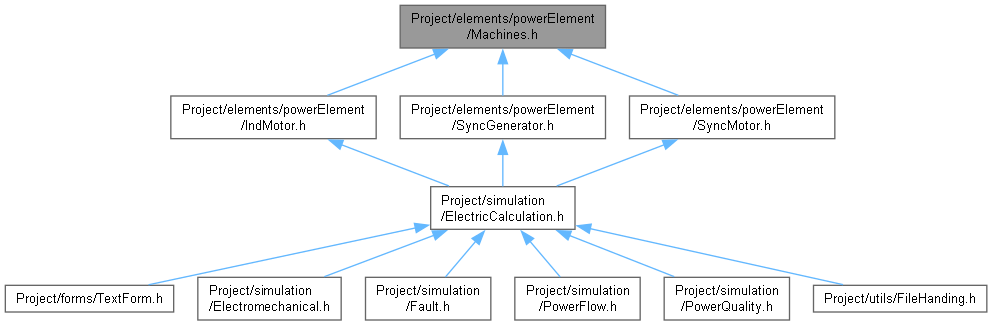 Project/elements/powerElement
/Machines.h
Project/elements/powerElement
/IndMotor.h
Project/elements/powerElement
/SyncGenerator.h
Project/elements/powerElement
/SyncMotor.h
Project/simulation
/ElectricCalculation.h
Project/forms/TextForm.h
Project/simulation
/Electromechanical.h
Project/simulation
/Fault.h
Project/simulation
/PowerFlow.h
Project/simulation
/PowerQuality.h
Project/utils/FileHanding.h